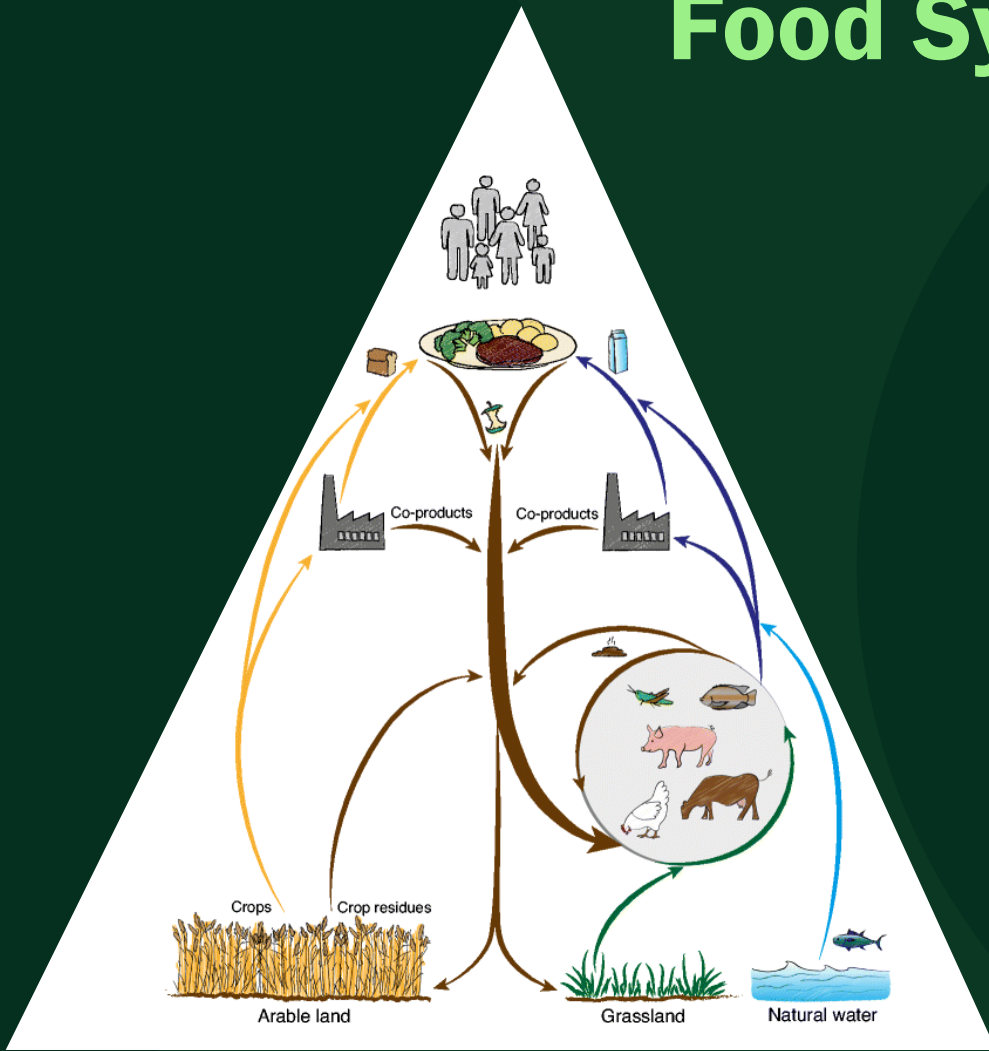 Food Sy
Co-products
Co-products
Crops
Crop residues
Arable land
Grassland
Natural water